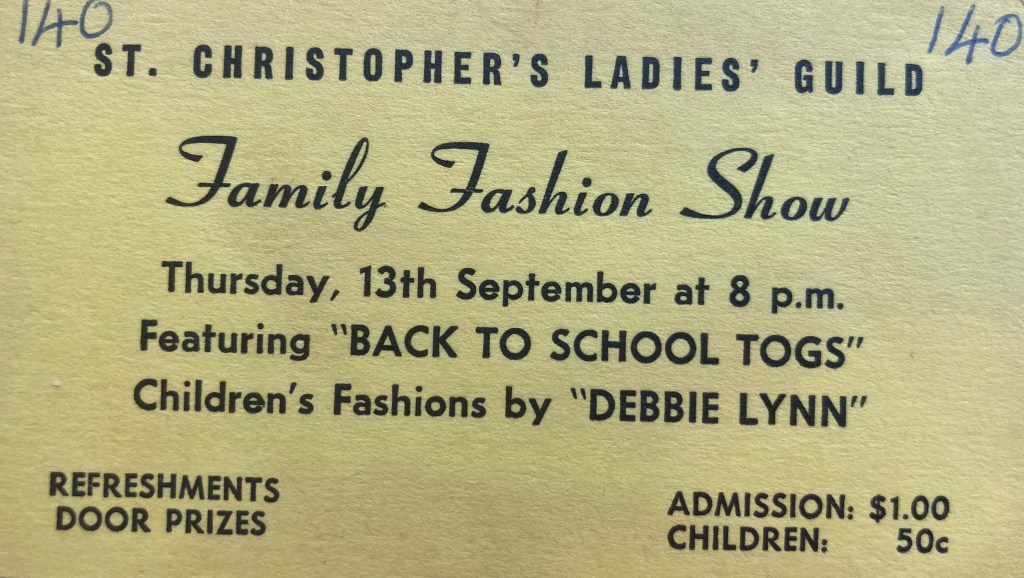 140 140
ST. CHRISTOPHER'S LADIES' GUILD
Family Fashion Show
Thursday, 13th September at 8 p.m.
Featuring "BACK TO SCHOOL TOGS"
Children's Fashions by "DEBBIE LYNN"
REFRESHMENTS
DOOR PRIZES
ADMISSION: $1.00
CHILDREN: 50c